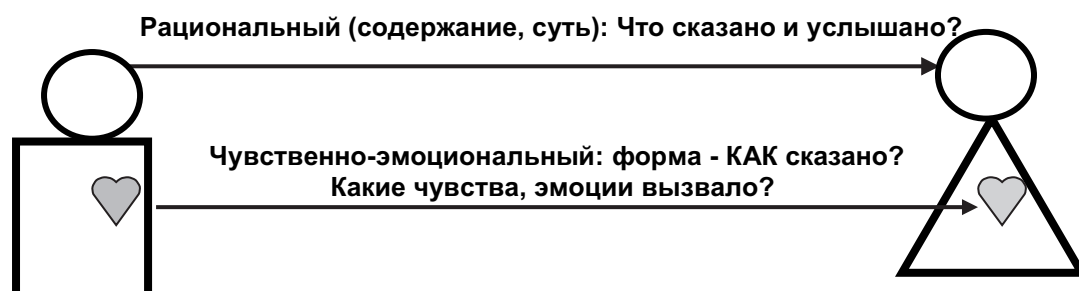 Рациональный (содержание, суть): Что сказано и услышано?
Чувственно-эмоциональный: форма - КАК сказано?
Какие чувства, эмоции вызвало?